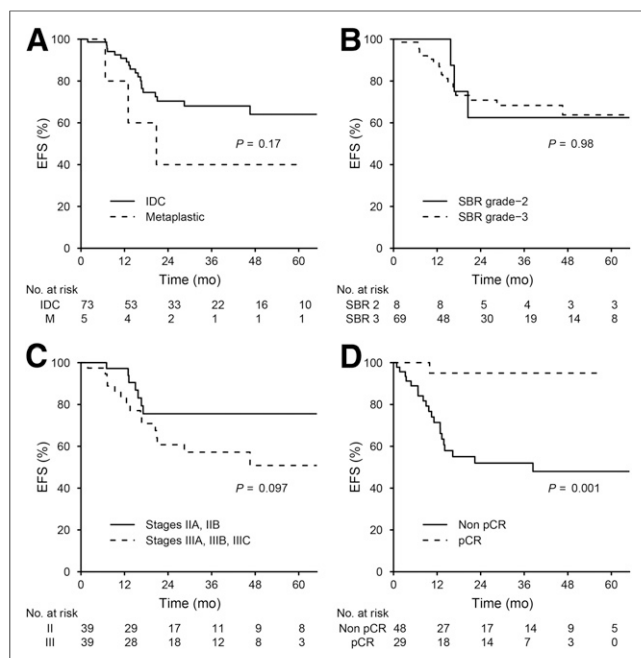 A
100
80
60
40
20
0
EFS (%)
P = 0.17
IDC
Metaplastic
0 12 24 36 48 60
Time (mo)
No. at risk
IDC 73 53 33 22 16 10
M 5 4 2 1 1 1
B
100
80
60
40
20
0
EFS (%)
P = 0.98
SBR grade−2
SBR grade−3
0 12 24 36 48 60
Time (mo)
No. at risk
SBR 2 8 8 5 4 3 3
SBR 3 69 48 30 19 14 8
C
100
80
60
40
20
0
EFS (%)
P = 0.097
Stages IIA, IIB
Stages IIIA, IIIB, IIIC
0 12 24 36 48 60
Time (mo)
No. at risk
II 39 29 17 11 9 8
III 39 28 18 12 8 3
D
100
80
60
40
20
0
EFS (%)
P = 0.001
Non pCR
pCR
0 12 24 36 48 60
Time (mo)
No. at risk
Non pCR 48 27 17 14 9 5
pCR 29 18 14 7 3 0